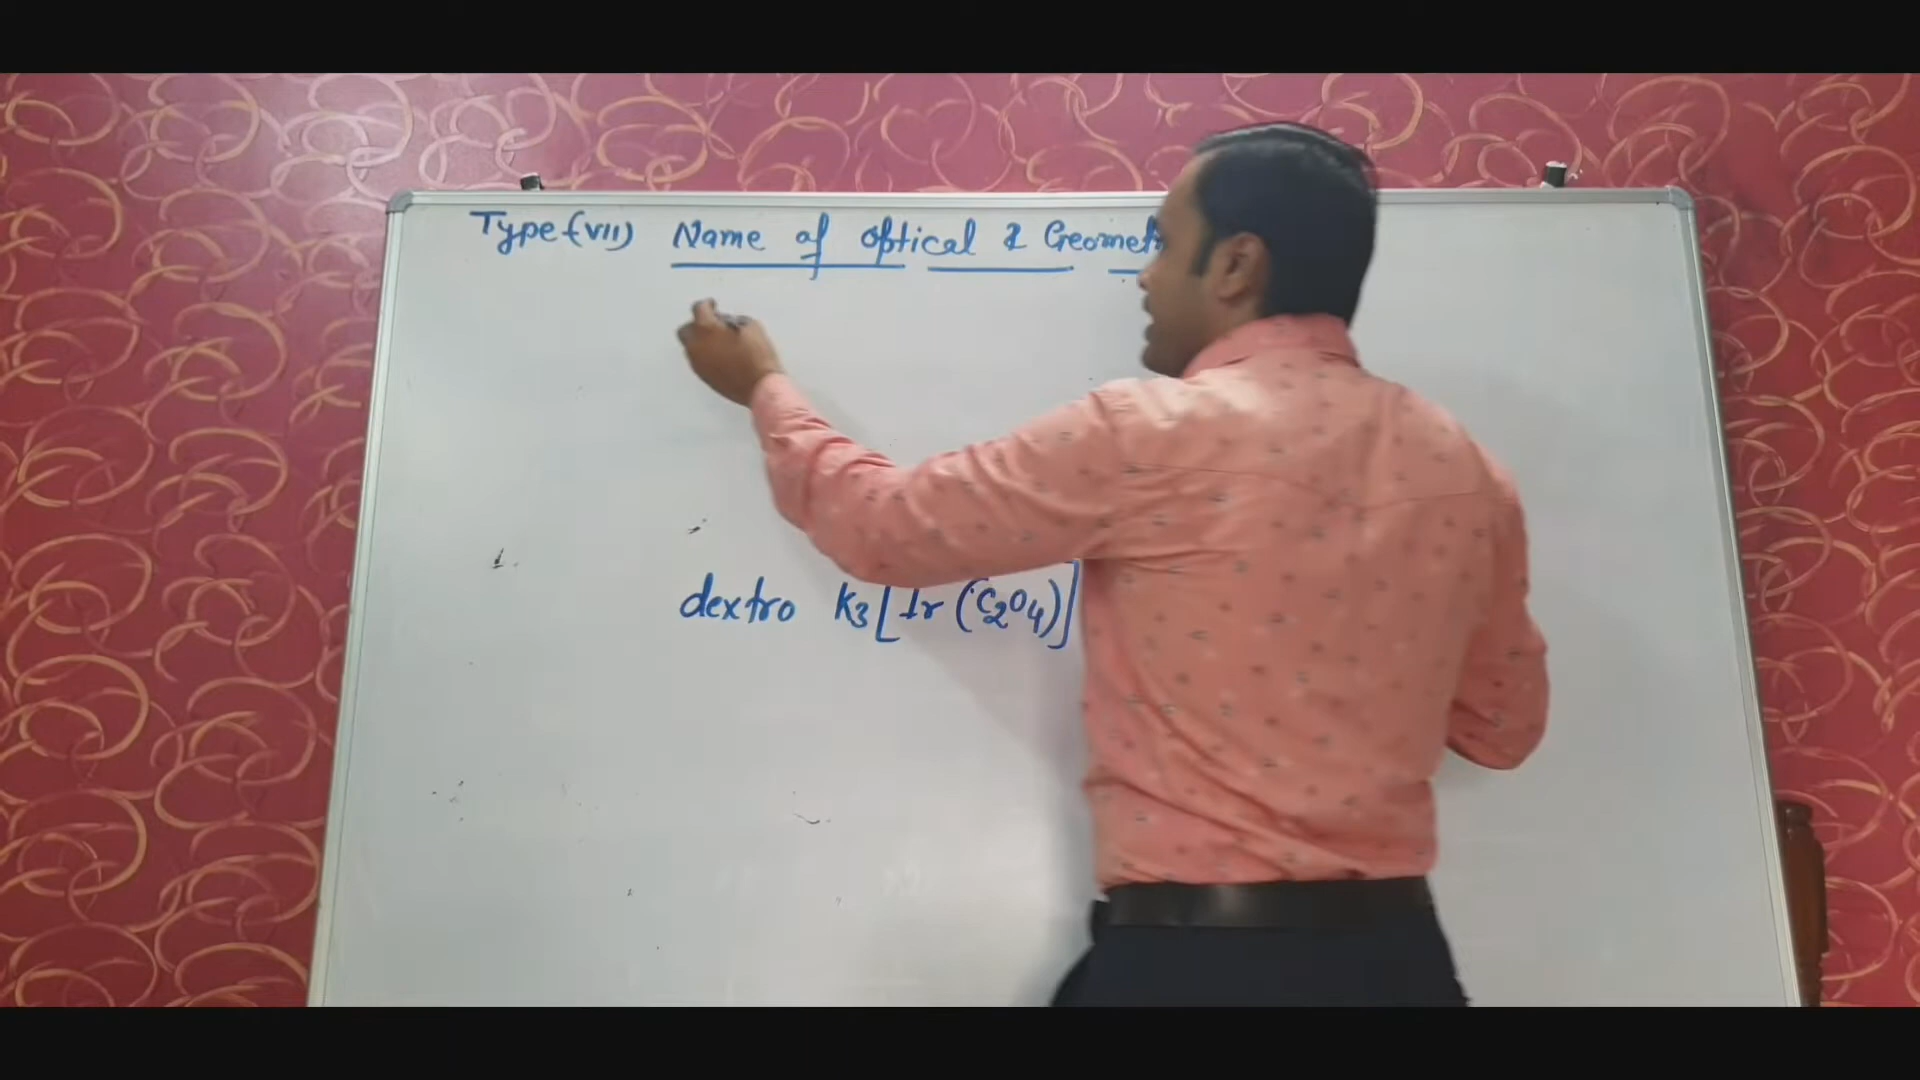 Type (VII) Name of optical & Geomet
dextro K3[Ir(C2O4)]